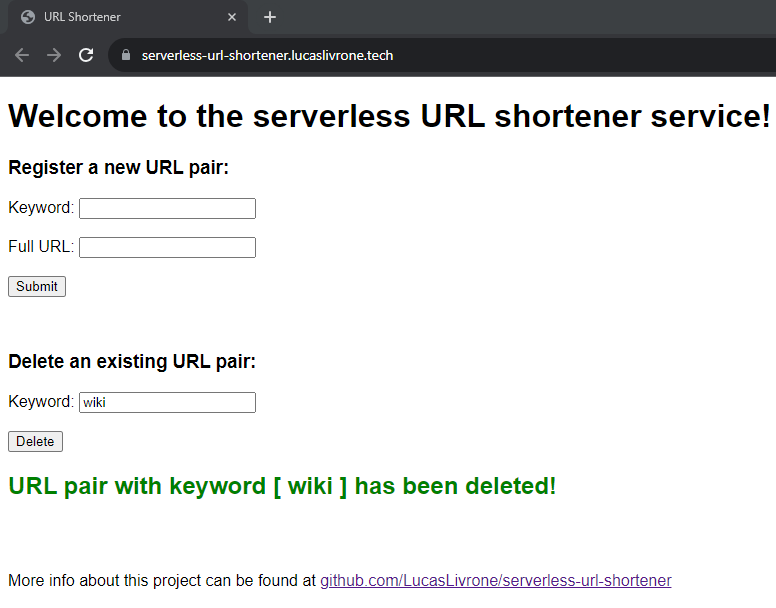 URL Shortener
serverless-url-shortener.lucaslivrone.tech
Welcome to the serverless URL shortener service!
Register a new URL pair:
Keyword:
Full URL:
Submit
Delete an existing URL pair:
Keyword: wiki
Delete
URL pair with keyword [ wiki ] has been deleted!
More info about this project can be found at github.com/LucasLivrone/serverless-url-shortener